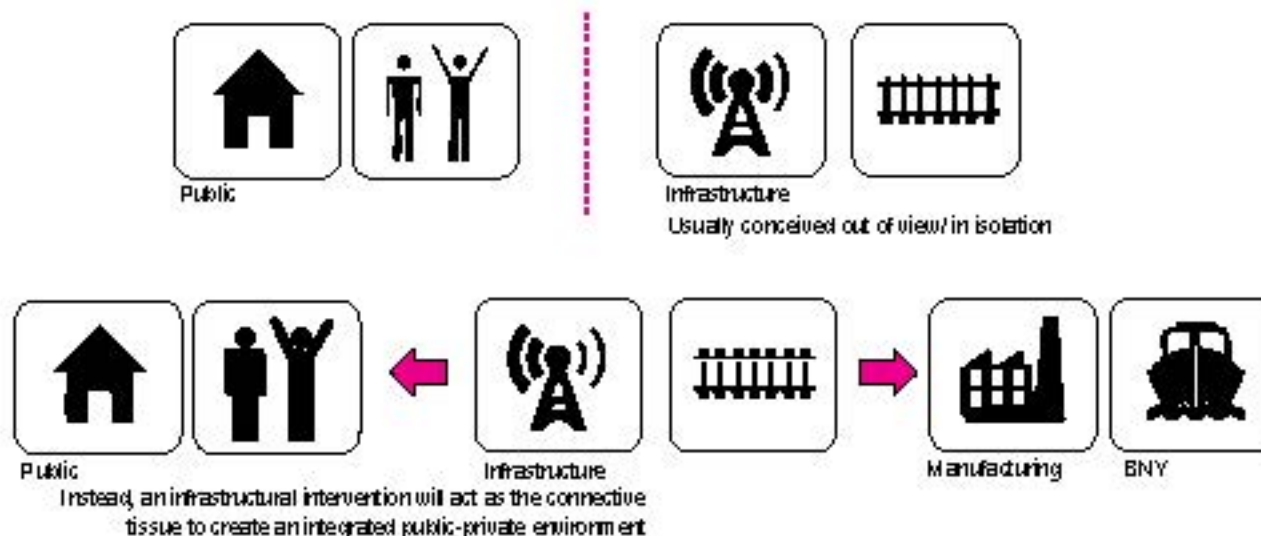 Public
Infrastructure
Usually conceived out of view/ in isolation
Public
Infrastructure
Manufacturing
BNY
Instead, an infrastructural intervention will act as the connective
tissue to create an integrated public-private environment